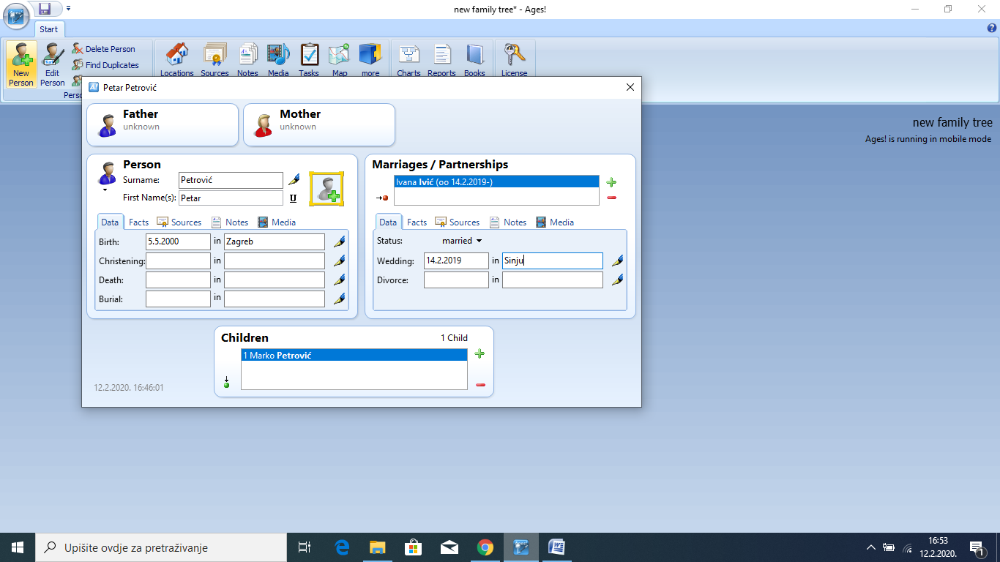 new family tree* - Ages!
Start
New Person
Edit Person
Delete Person
Find Duplicates
Locations Sources Notes Media Tasks Map more Charts Reports Books License
Petar Petrović
new family tree
Ages! is running in mobile mode
Father
unknown
Mother
unknown
Person
Surname: Petrović
First Name(s): Petar U
Data Facts Sources Notes Media
Birth: 5.5.2000 in Zagreb
Christening: in
Death: in
Burial: in
Marriages / Partnerships
Ivana Ivić (oo 14.2.2019-)
Data Facts Sources Notes Media
Status: married
Wedding: 14.2.2019 in Sinju
Divorce: in
Children 1 Child
1 Marko Petrović
12.2.2020. 16:46:01
Upišite ovdje za pretraživanje
16:53
12.2.2020.
1